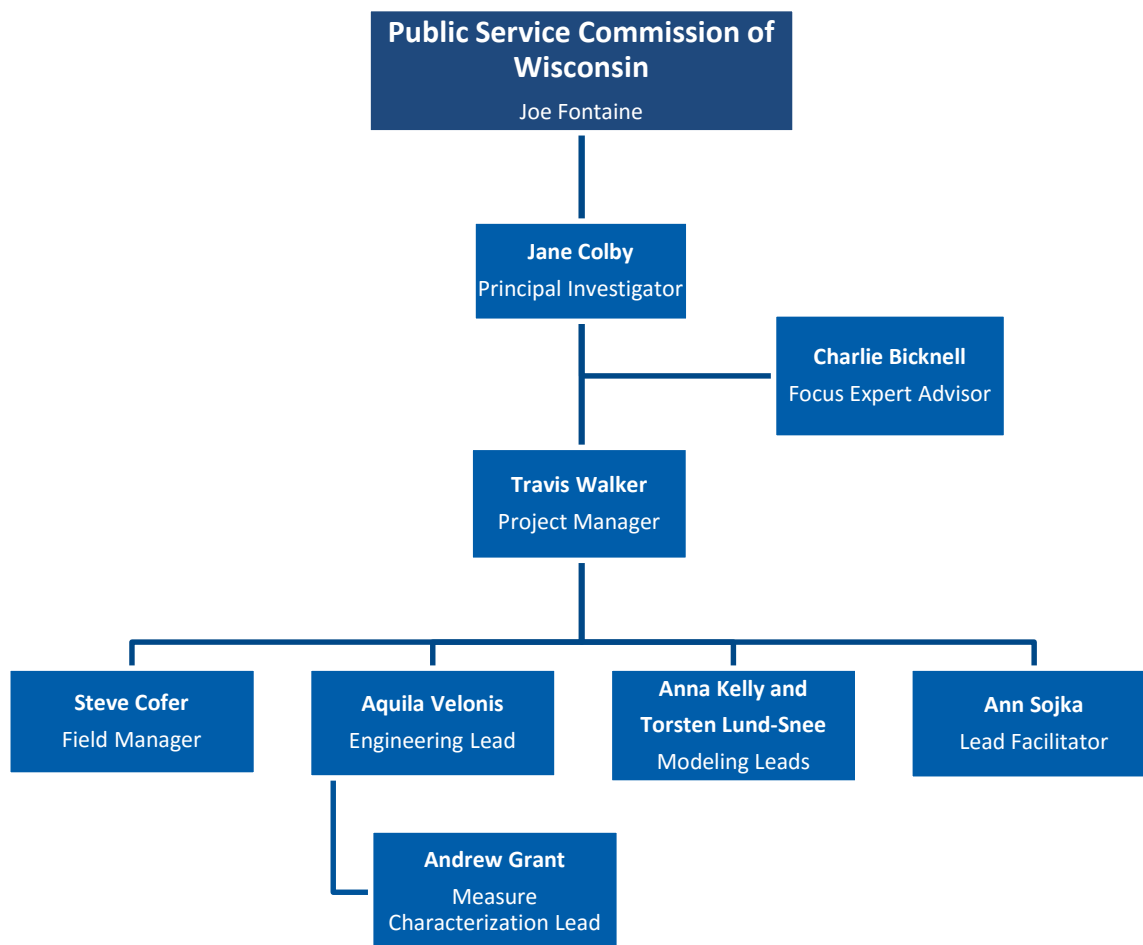 Public Service Commission of
Wisconsin
Joe Fontaine
Jane Colby
Principal Investigator
Charlie Bicknell
Focus Expert Advisor
Travis Walker
Project Manager
Steve Cofer
Field Manager
Aquila Velonis
Engineering Lead
Anna Kelly and
Torsten Lund-Snee
Modeling Leads
Ann Sojka
Lead Facilitator
Andrew Grant
Measure
Characterization Lead